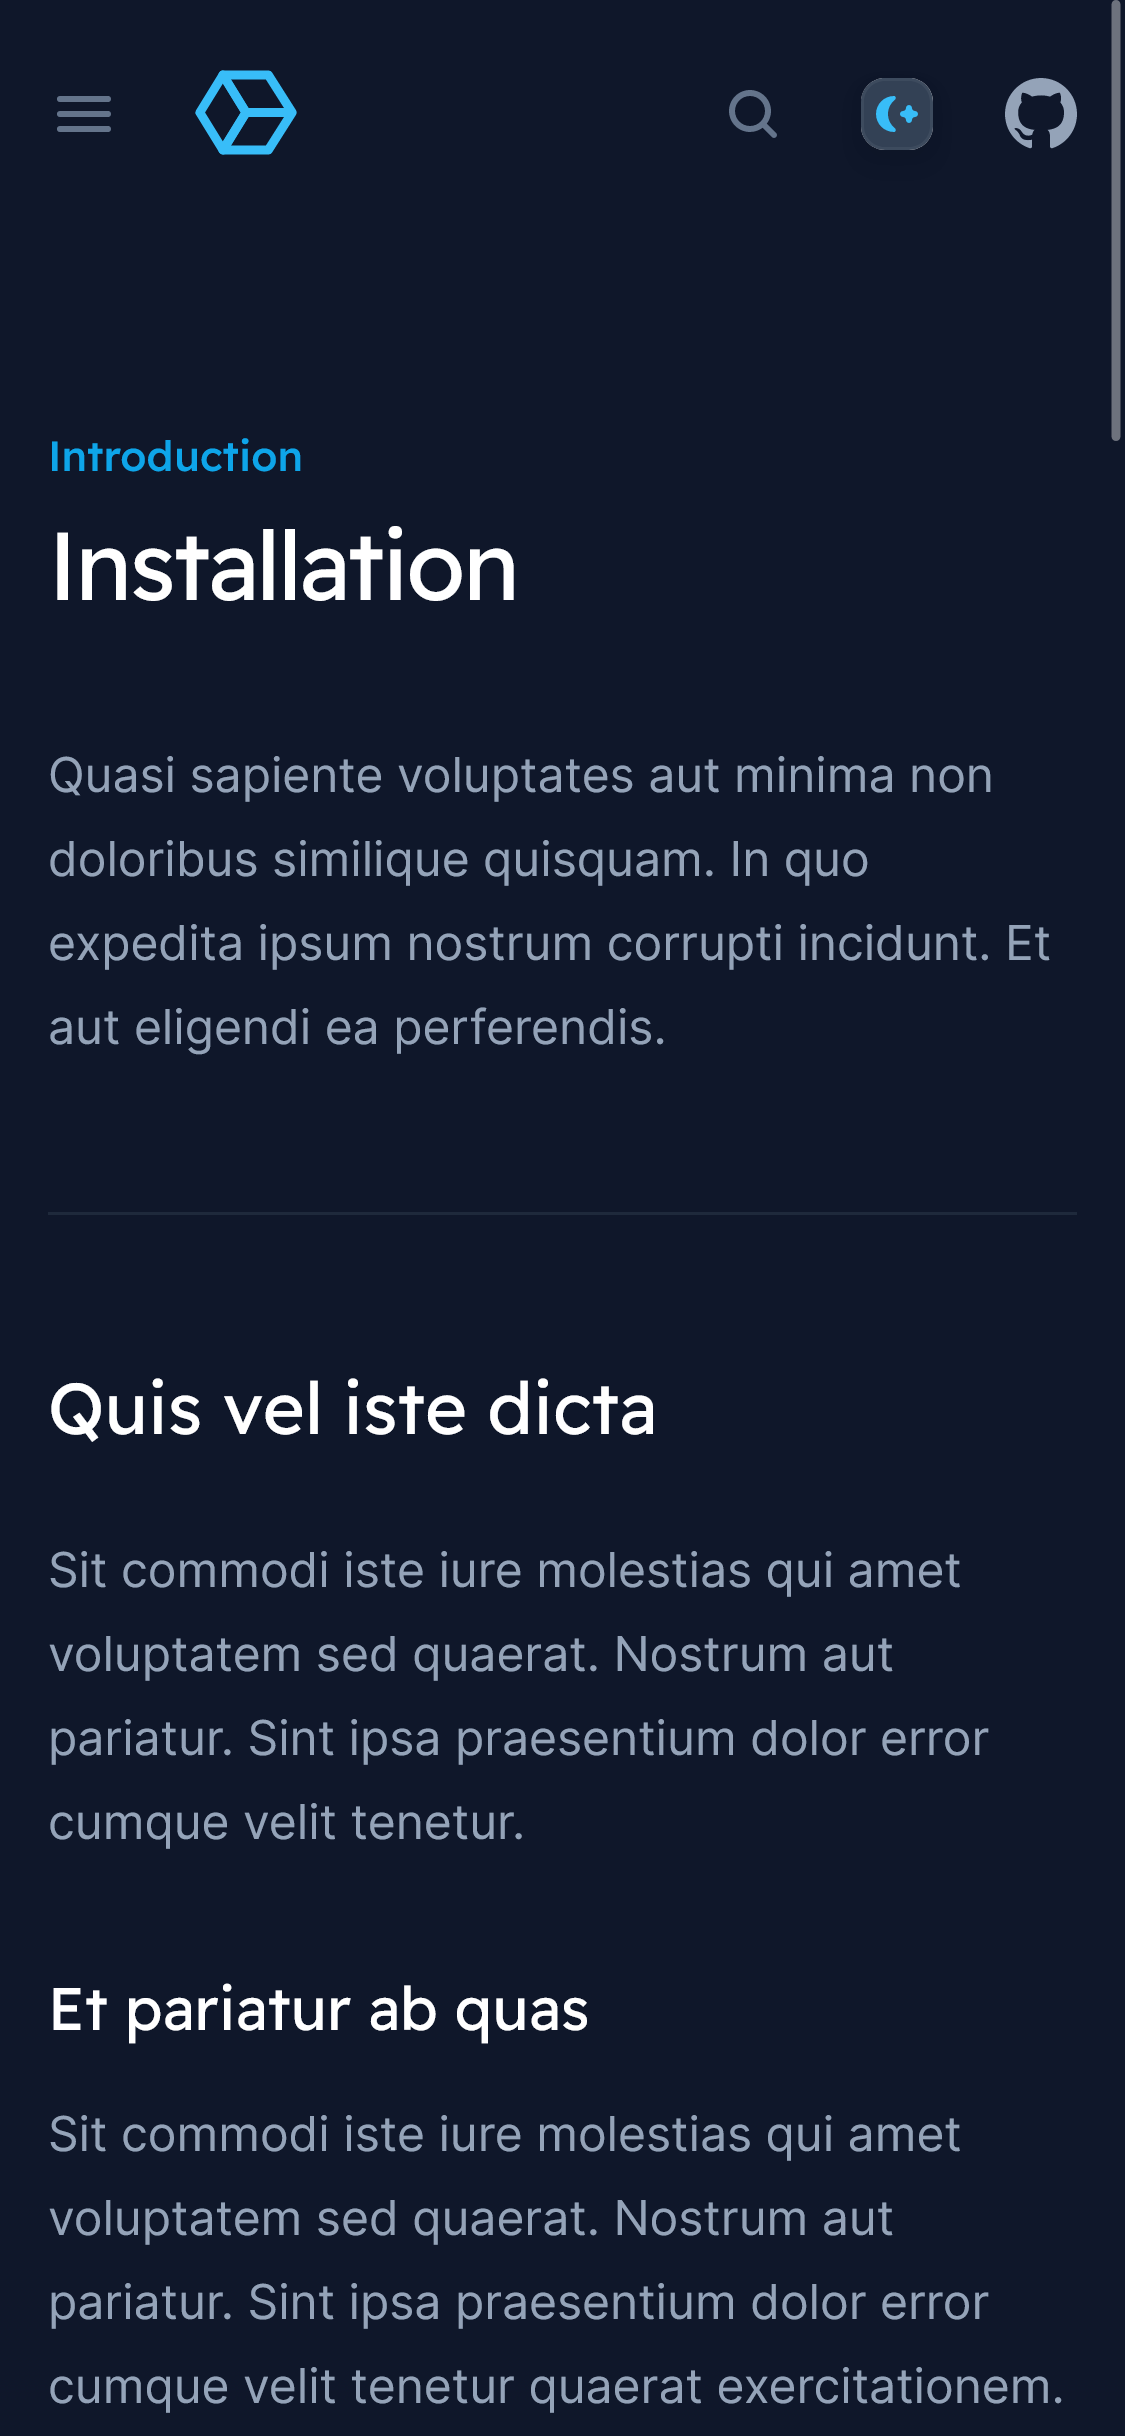 Introduction
Installation
Quasi sapiente voluptates aut minima non
doloribus similique quisquam. In quo
expedita ipsum nostrum corrupti incidunt. Et
aut eligendi ea perferendis.
Quis vel iste dicta
Sit commodi iste iure molestias qui amet
voluptatem sed quaerat. Nostrum aut
pariatur. Sint ipsa praesentium dolor error
cumque velit tenetur.
Et pariatur ab quas
Sit commodi iste iure molestias qui amet
voluptatem sed quaerat. Nostrum aut
pariatur. Sint ipsa praesentium dolor error
cumque velit tenetur quaerat exercitationem.